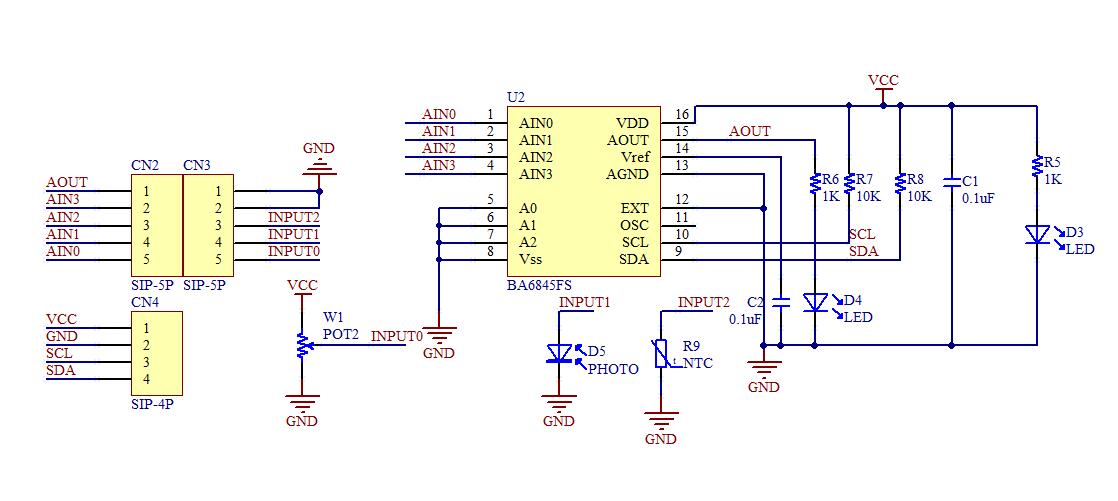 VCC
U2
AIN0 1 AIN0 VDD 16
AIN1 2 AIN1 AOUT 15 AOUT
AIN2 3 AIN2 Vref 14
AIN3 4 AIN3 AGND 13
5 A0 EXT 12
6 A1 OSC 11
7 A2 SCL 10 SCL
8 Vss SDA 9 SDA
BA6845FS
GND
CN2 CN3
AOUT 1 1
AIN3 2 2
AIN2 3 3 INPUT2
AIN1 4 4 INPUT1
AIN0 5 5 INPUT0
SIP-5P SIP-5P
CN4
VCC 1
GND 2
SCL 3
SDA 4
SIP-4P
VCC
W1
POT2 INPUT0
GND
GND
INPUT1
D5
PHOTO
GND
INPUT2
R9
t NTC
GND
C2
0.1uF
GND
R6
1K
R7
10K
R8
10K
C1
0.1uF
R5
1K
D3
LED
D4
LED